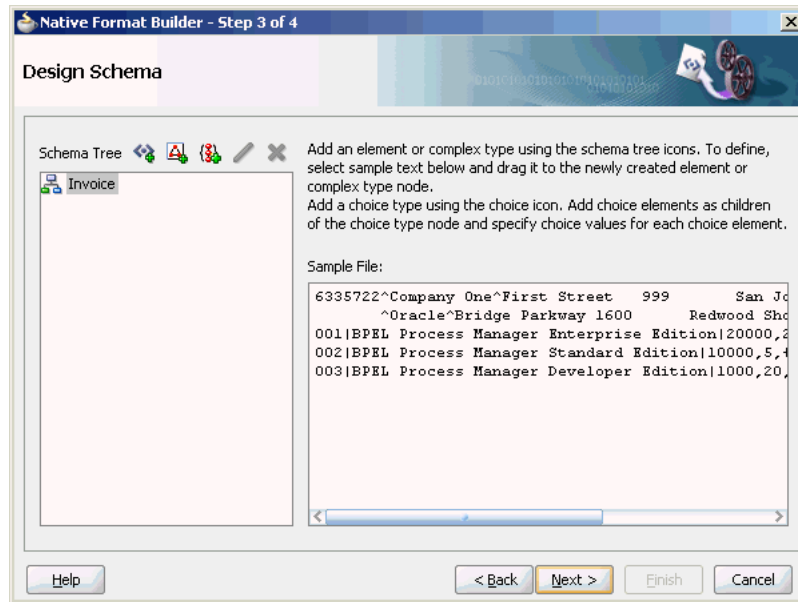 Native Format Builder - Step 3 of 4
Design Schema
Schema Tree
Invoice
Add an element or complex type using the schema tree icons. To define,
select sample text below and drag it to the newly created element or
complex type node.
Add a choice type using the choice icon. Add choice elements as children
of the choice type node and specify choice values for each choice element.
Sample File:
6335722^Company One^First Street 999 San Jo
^Oracle^Bridge Parkway 1600 Redwood Sho
001|BPEL Process Manager Enterprise Edition|20000,2
002|BPEL Process Manager Standard Edition|10000,5,
003|BPEL Process Manager Developer Edition|1000,20,
Help
< Back
Next >
Finish
Cancel